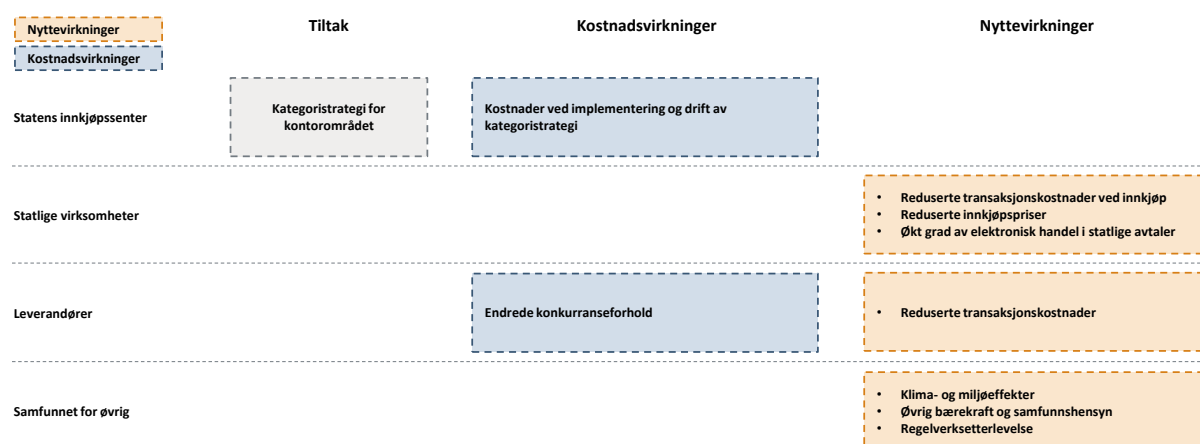 Nyttevirkninger
Kostnadsvirkninger
Tiltak
Kostnadsvirkninger
Nyttevirkninger
Statens innkjøpssenter
Kategoristrategi for
kontorområdet
Kostnader ved implementering og drift av
kategoristrategi
Statlige virksomheter
• Reduserte transaksjonskostnader ved innkjøp
• Reduserte innkjøpspriser
• Økt grad av elektronisk handel i statlige avtaler
Leverandører
Endrede konkurranseforhold
• Reduserte transaksjonskostnader
Samfunnet for øvrig
• Klima- og miljøeffekter
• Øvrig bærekraft og samfunnshensyn
• Regelverksetterlevelse